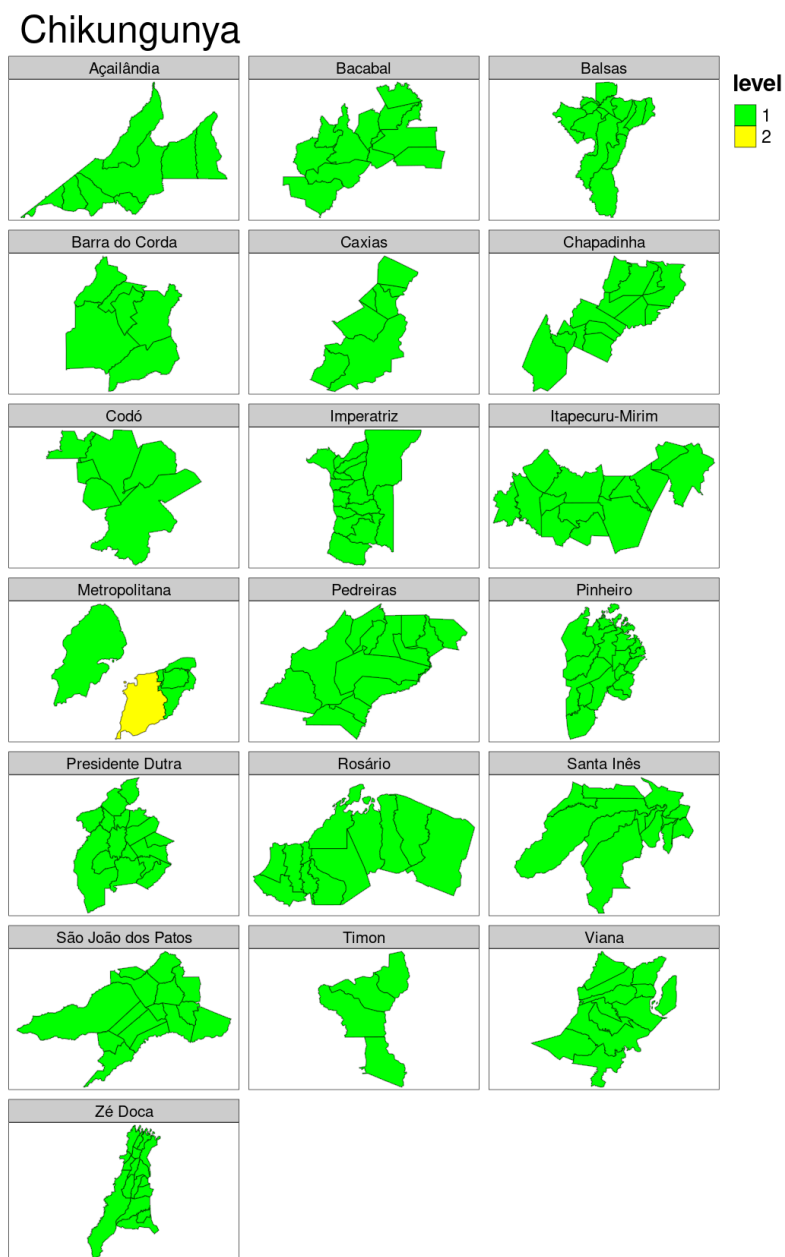 Chikungunya
Açailândia
Bacabal
Balsas
level
1
2
Barra do Corda
Caxias
Chapadinha
Codó
Imperatriz
Itapecuru-Mirim
Metropolitana
Pedreiras
Pinheiro
Presidente Dutra
Rosário
Santa Inês
São João dos Patos
Timon
Viana
Zé Doca